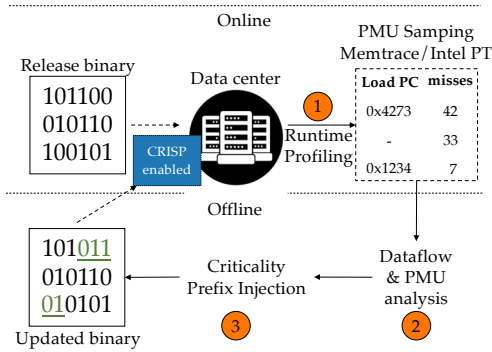 Online
Release binary
101100
010110
100101
Data center
CRISP
enabled
1
Runtime
Profiling
PMU Samping
Memtrace/Intel PT
Load PC misses
0x4273 42
- 33
0x1234 7
Offline
Dataflow
& PMU
analysis
2
Criticality
Prefix Injection
3
101011
010110
010101
Updated binary